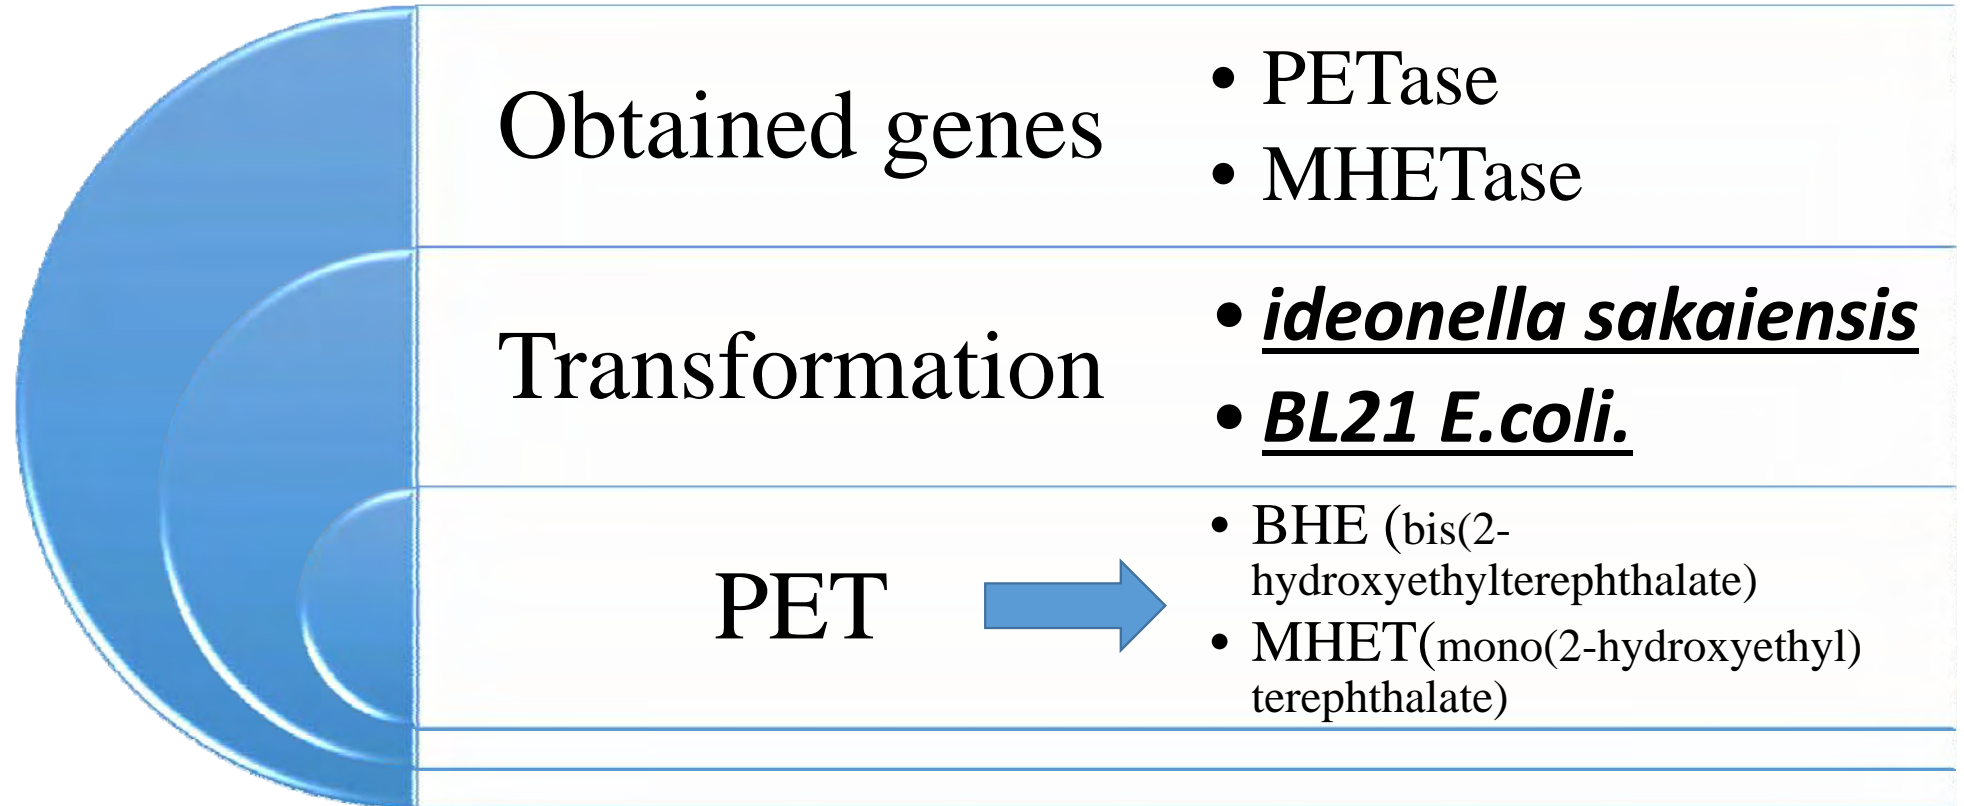 Obtained genes
• PETase
• MHETase
Transformation
• ideonella sakaiensis
• BL21 E.coli.
PET
• BHE (bis(2-
hydroxyethylterephthalate)
• MHET(mono(2-hydroxyethyl)
terephthalate)